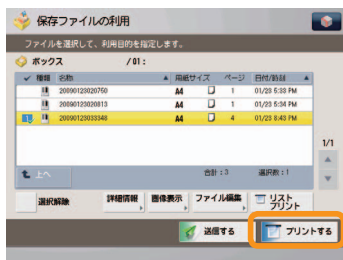 保存ファイルの利用
ファイルを選択して、利用目的を指定します。
ボックス /01：
✓ 種類 名称 ▲ 用紙サイズ ページ 日付/時刻 ▲
20090123020750 A4 1 01/23 5:33 PM
20090123020813 A4 1 01/23 5:34 PM
1 20090123033348 A4 4 01/23 8:43 PM
1/1
上へ 合計：3 選択数：1
選択解除 詳細情報 画像表示 ファイル編集 リストプリント
送信する プリントする